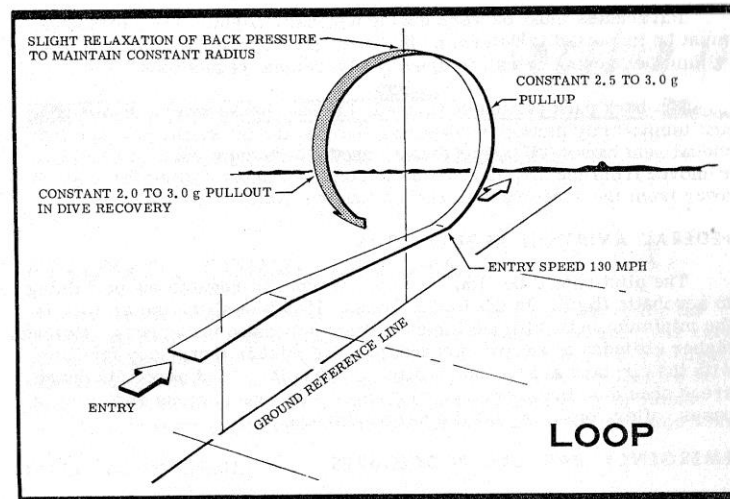 SLIGHT RELAXATION OF BACK PRESSURE
TO MAINTAIN CONSTANT RADIUS
CONSTANT 2.5 TO 3.0 g
PULLUP
CONSTANT 2.0 TO 3.0 g PULLOUT
IN DIVE RECOVERY
ENTRY SPEED 130 MPH
GROUND REFERENCE LINE
ENTRY
LOOP